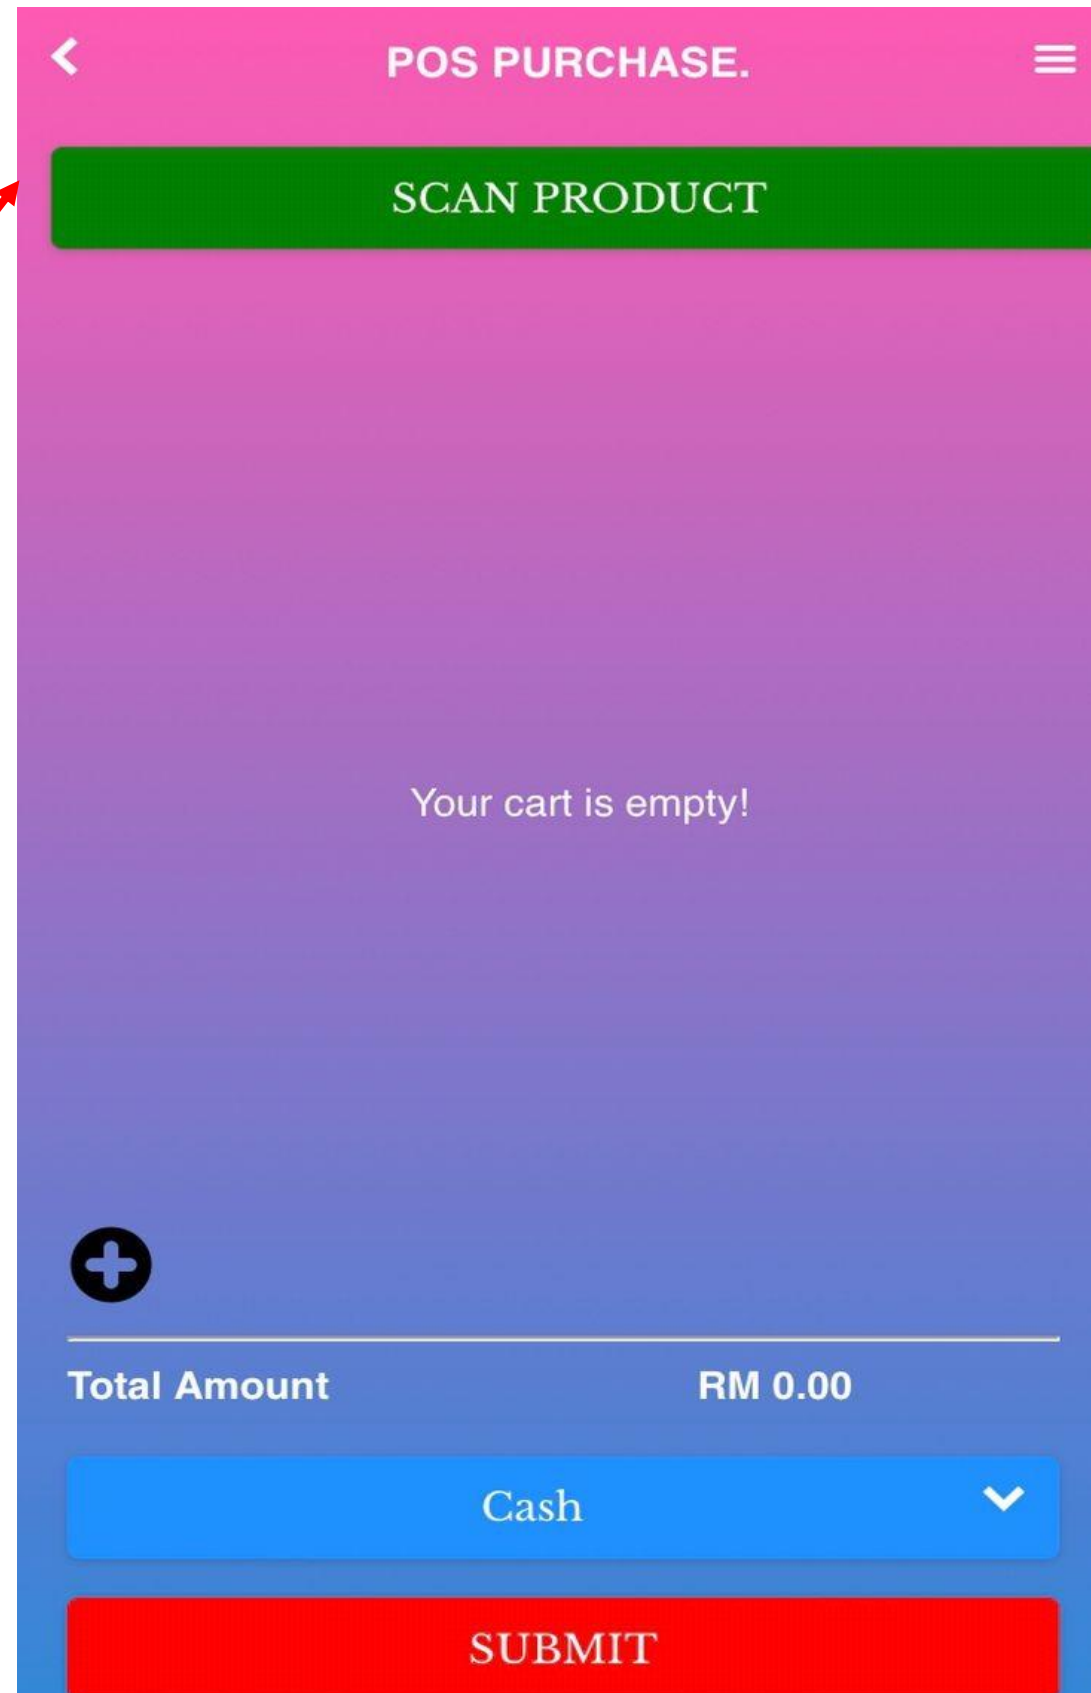 POS PURCHASE.
SCAN PRODUCT
Your cart is empty!
Total Amount RM 0.00
Cash
SUBMIT